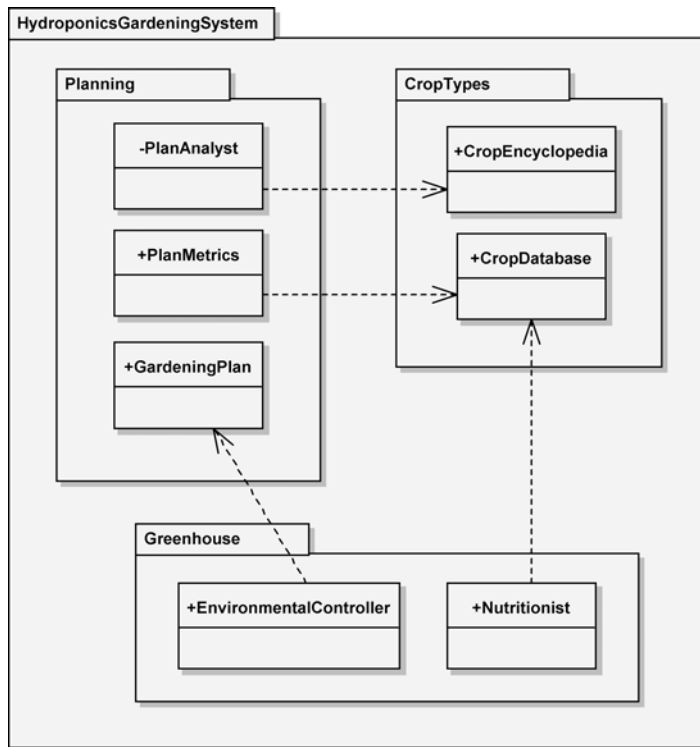 HydroponicsGardeningSystem
Planning
CropTypes
-PlanAnalyst
+CropEncyclopedia
+PlanMetrics
+CropDatabase
+GardeningPlan
Greenhouse
+EnvironmentalController
+Nutritionist